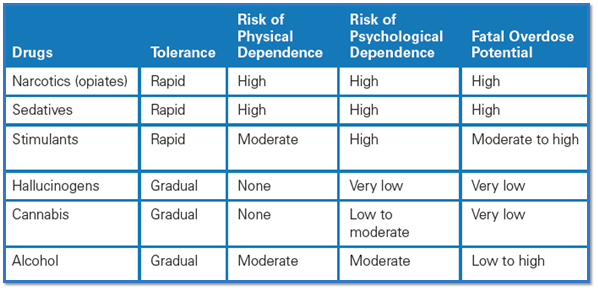 Drugs Tolerance Risk of Physical Dependence Risk of Psychological Dependence Fatal Overdose Potential
Narcotics (opiates) Rapid High High High
Sedatives Rapid High High High
Stimulants Rapid Moderate High Moderate to high
Hallucinogens Gradual None Very low Very low
Cannabis Gradual None Low to moderate Very low
Alcohol Gradual Moderate Moderate Low to high